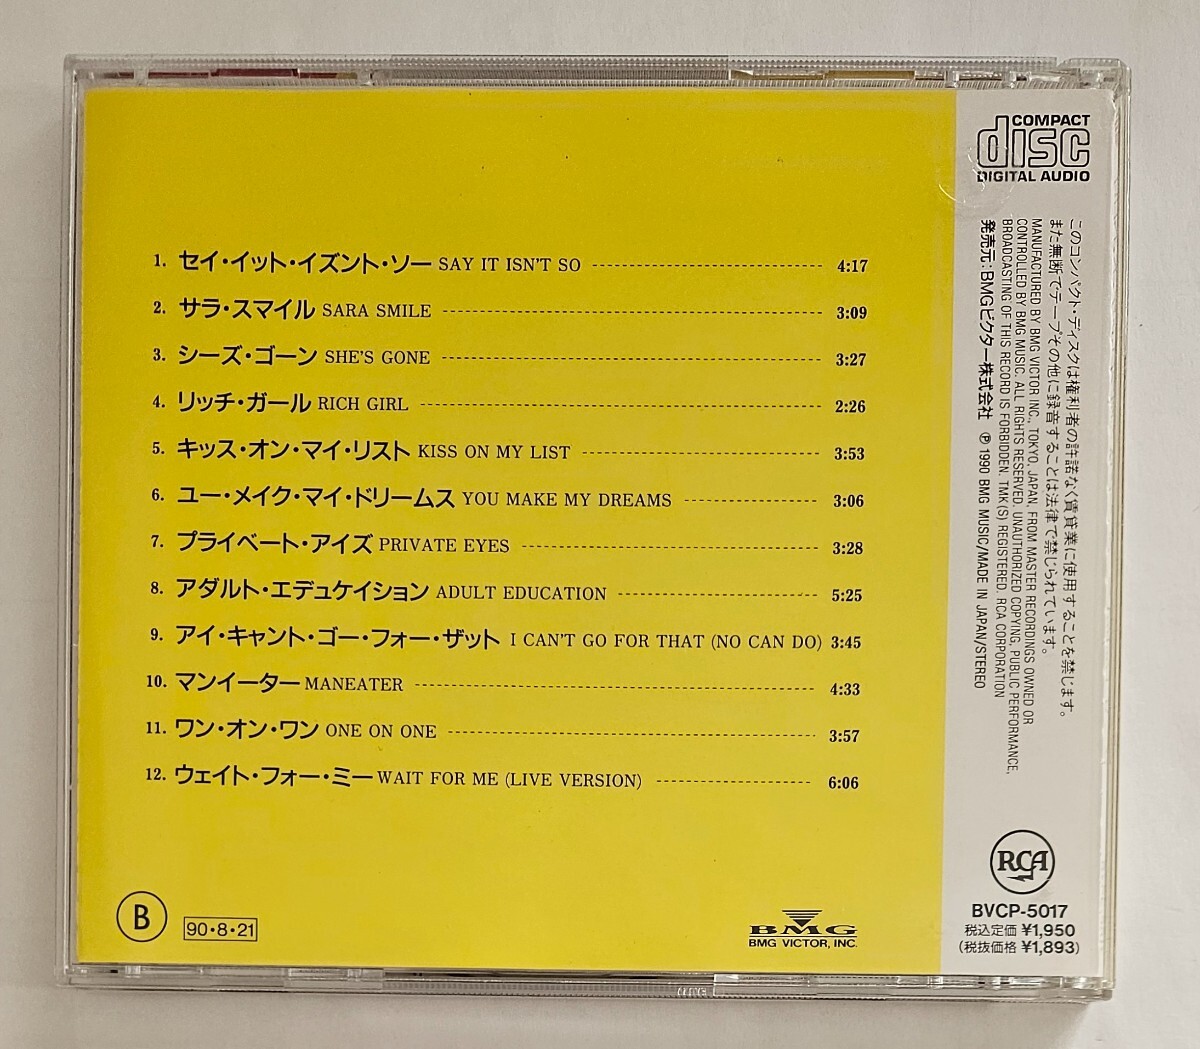 1. セイ・イット・イズント・ソー SAY IT ISN'T SO 4:17
2. サラ・スマイル SARA SMILE 3:09
3. シーズ・ゴーン SHE'S GONE 3:27
4. リッチ・ガール RICH GIRL 2:26
5. キッス・オン・マイ・リスト KISS ON MY LIST 3:53
6. ユー・メイク・マイ・ドリームス YOU MAKE MY DREAMS 3:06
7. プライベート・アイズ PRIVATE EYES 3:28
8. アダルト・エデュケイション ADULT EDUCATION 5:25
9. アイ・キャント・ゴー・フォー・ザット I CAN'T GO FOR THAT (NO CAN DO) 3:45
10. マンイーター MANEATER 4:33
11. ワン・オン・ワン ONE ON ONE 3:57
12. ウェイト・フォー・ミー WAIT FOR ME (LIVE VERSION) 6:06
B
90・8・21
BMG
BMG VICTOR, INC.
COMPACT
disc
DIGITAL AUDIO
このコンパクト・ディスクは権利者の許諾なく賃貸業に使用することを禁じます。
また無断でテープその他に録音することは法律で禁じられています。
MANUFACTURED BY BMG VICTOR INC., TOKYO, JAPAN, FROM MASTER RECORDINGS OWNED OR
CONTROLLED BY BMG MUSIC. ALL RIGHTS RESERVED, UNAUTHORIZED COPYING, PUBLIC PERFORMANCE,
BROADCASTING OF THIS RECORD IS FORBIDDEN. TMK(S) REGISTERED. RCA CORPORATION
発売元:BMGビクター株式会社 Ⓟ 1990 BMG MUSIC/MADE IN JAPAN/STEREO
RCA
BVCP-5017
税込定価 ¥1,950
(税抜価格 ¥1,893)